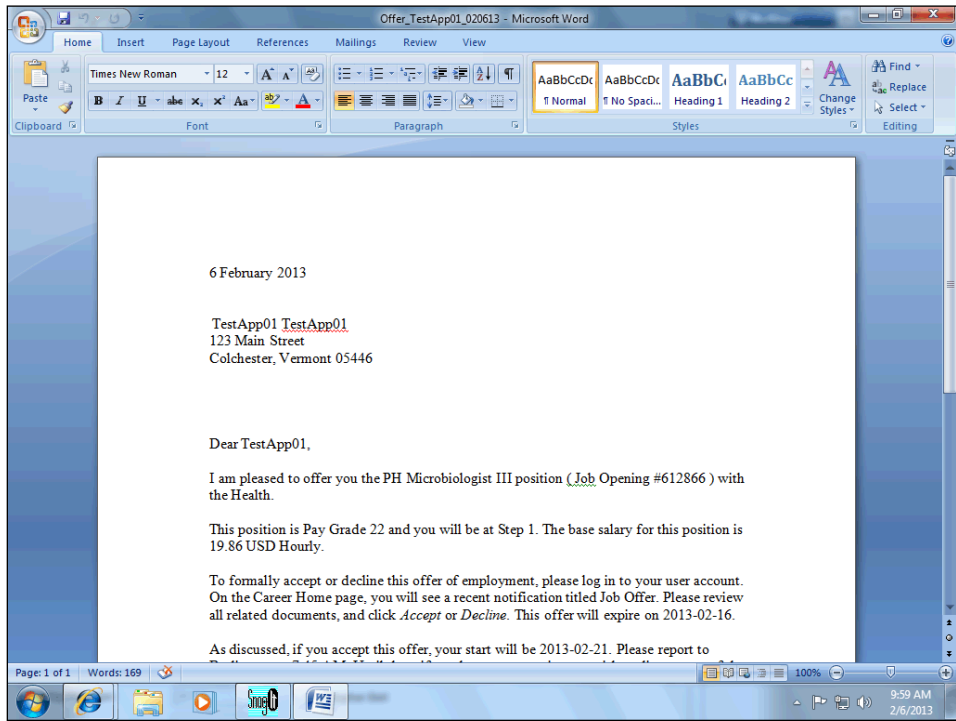 Offer_TestApp01_020613 - Microsoft Word
Home Insert Page Layout References Mailings Review View
Paste
Times New Roman 12
B I U abe x, x² Aa
AaBbCcDc AaBbCcDc AaBbC AaBbCc
¶ Normal ¶ No Spaci... Heading 1 Heading 2
Change Styles
Find
Replace
Select
Clipboard Font Paragraph Styles Editing
6 February 2013
TestApp01 TestApp01
123 Main Street
Colchester, Vermont 05446
Dear TestApp01,
I am pleased to offer you the PH Microbiologist III position ( Job Opening #612866 ) with
the Health.
This position is Pay Grade 22 and you will be at Step 1. The base salary for this position is
19.86 USD Hourly.
To formally accept or decline this offer of employment, please log in to your user account.
On the Career Home page, you will see a recent notification titled Job Offer. Please review
all related documents, and click Accept or Decline. This offer will expire on 2013-02-16.
As discussed, if you accept this offer, your start will be 2013-02-21. Please report to
Page: 1 of 1 Words: 169 100%
9:59 AM
2/6/2013